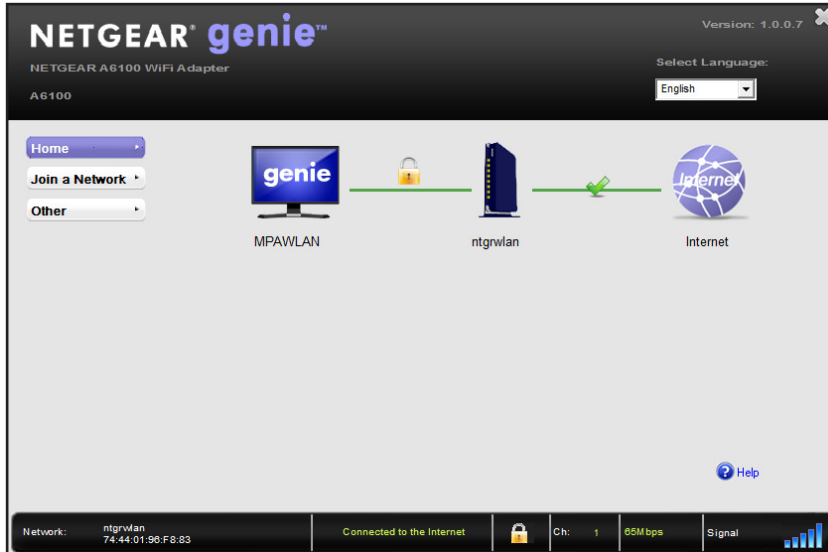 NETGEAR® genie™
Version: 1.0.0.7
NETGEAR A6100 WiFi Adapter
Select Language:
A6100
English
Home
Join a Network
Other
genie
Internet
MPAWLAN
ntgrwlan
Internet
Help
Network:
ntgrwlan
74:44:01:96:F8:83
Connected to the Internet
Ch: 1
65Mbps
Signal